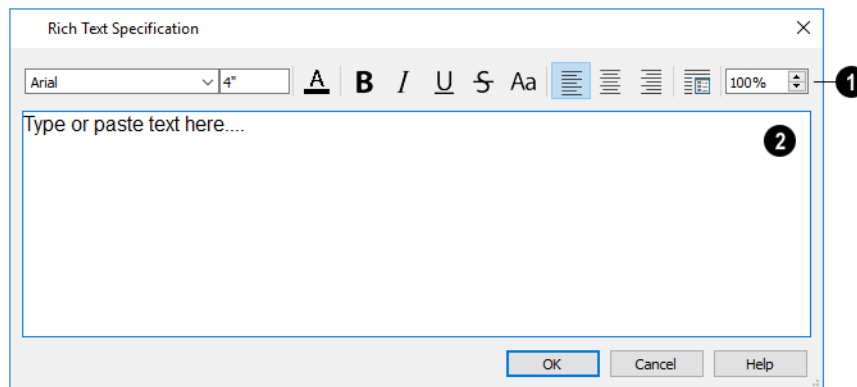 Rich Text Specification
Arial 4" A B I U S Aa 100% 1
Type or paste text here....
2
OK Cancel Help